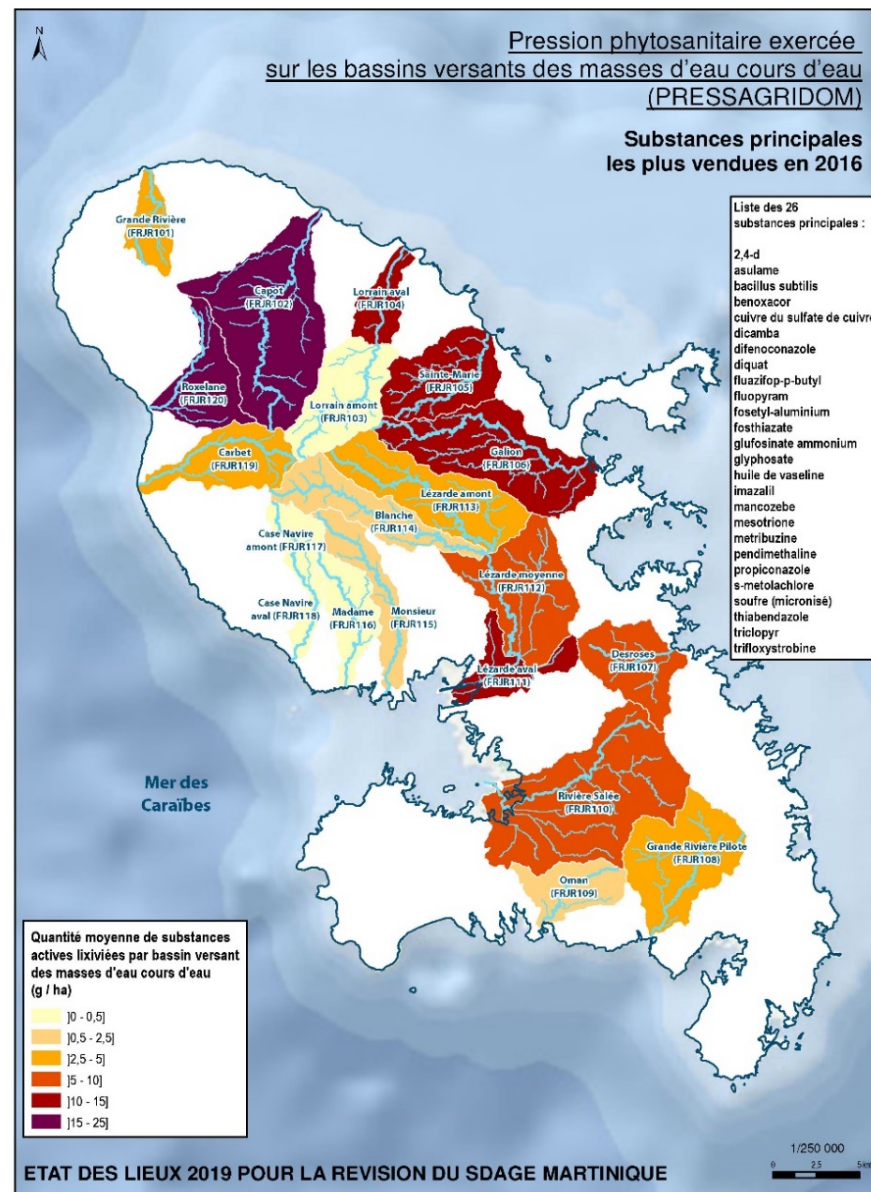 N
Pression phytosanitaire exercée
sur les bassins versants des masses d'eau cours d'eau
(PRESSAGRIDOM)
Substances principales
les plus vendues en 2016
Liste des 26
substances principales :
2,4-d
asulame
bacillus subtilis
benoxacor
cuivre du sulfate de cuivre
dicamba
difenoconazole
diquat
fluazifop-p-butyl
fluopyram
fosetyl-aluminium
fosthiazate
glufosinate ammonium
glyphosate
huile de vaseline
imazalil
mancozebe
mesotrione
metribuzine
pendimethaline
propiconazole
s-metolachlore
soufre (micronisé)
thiabendazole
triclopyr
trifloxystrobine
Grande Rivière
(FRJR101)
Capot
(FRJR102)
Lorrain aval
(FRJR104)
Sainte-Marie
(FRJR105)
Roxelane
(FRJR120)
Lorrain amont
(FRJR103)
Galion
(FRJR106)
Carbet
(FRJR119)
Lézarde amont
(FRJR113)
Blanche
(FRJR114)
Case Navire
amont (FRJR117)
Lézarde moyenne
(FRJR112)
Case Navire
aval (FRJR118)
Madame
(FRJR116)
Monsieur
(FRJR115)
Desroses
(FRJR107)
Lézarde aval
(FRJR111)
Mer des
Caraïbes
Rivière Salée
(FRJR110)
Grande Rivière Pilote
(FRJR108)
Oman
(FRJR109)
Quantité moyenne de substances
actives lixiviées par bassin versant
des masses d'eau cours d'eau
(g / ha)
]0 - 0,5]
]0,5 - 2,5]
]2,5 - 5]
]5 - 10]
]10 - 15]
]15 - 25]
1/250 000
0 2,5 5 km
ETAT DES LIEUX 2019 POUR LA REVISION DU SDAGE MARTINIQUE